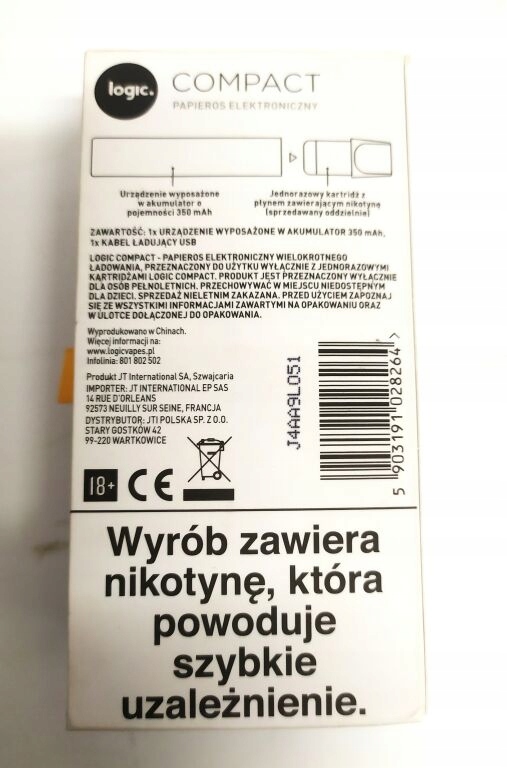 logic.
COMPACT
PAPIEROS ELEKTRONICZNY
Urządzenie wyposażone
w akumulator o
pojemności 350 mAh
Jednorazowy kartridż z
płynem zawierającym nikotynę
(sprzedawany oddzielnie)
ZAWARTOŚĆ: 1x URZĄDZENIE WYPOSAŻONE W AKUMULATOR 350 mAh,
1x KABEL ŁADUJĄCY USB
LOGIC COMPACT - PAPIEROS ELEKTRONICZNY WIELOKROTNEGO
ŁADOWANIA, PRZEZNACZONY DO UŻYTKU WYŁĄCZNIE Z JEDNORAZOWYMI
KARTRIDŻAMI LOGIC COMPACT. PRODUKT JEST PRZEZNACZONY WYŁĄCZNIE
DLA OSÓB PEŁNOLETNICH. PRZECHOWYWAĆ W MIEJSCU NIEDOSTĘPNYM
DLA DZIECI. SPRZEDAŻ NIELETNIM ZAKAZANA. PRZED UŻYCIEM ZAPOZNAJ
SIĘ ZE WSZYSTKIMI INFORMACJAMI ZAWARTYMI NA OPAKOWANIU ORAZ
W ULOTCE DOŁĄCZONEJ DO OPAKOWANIA.
Wyprodukowano w Chinach.
Więcej informacji na:
www.logicvapes.pl
Infolinia: 801 802 502
Produkt JT International SA, Szwajcaria
IMPORTER: JT INTERNATIONAL EP SAS
14 RUE D'ORLEANS
92573 NEUILLY SUR SEINE, FRANCJA
DYSTRYBUTOR: JTI POLSKA SP. Z O.O.
STARY GOSTKÓW 42
99-220 WARTKOWICE
J4AA9L051
5 903191 028264 >
18+ CE
Wyrób zawiera
nikotynę, która
powoduje
szybkie
uzależnienie.